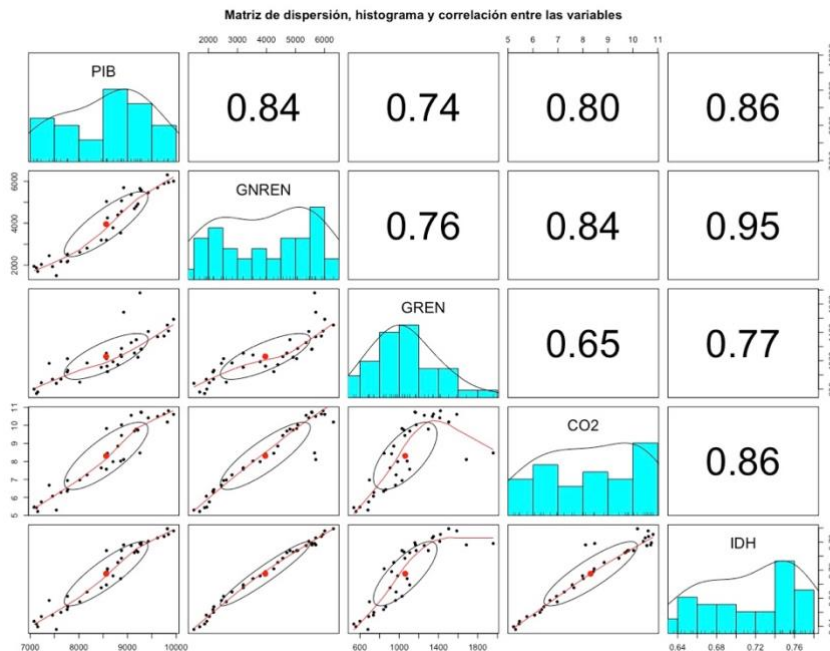 Matriz de dispersión, histograma y correlación entre las variables
2000 3000 4000 5000 6000
5 6 7 8 9 10 11
PIB
0.84
0.74
0.80
0.86
GNREN
0.76
0.84
0.95
2000 4000 6000
GREN
0.65
0.77
CO2
0.86
5 6 7 8 9 10 11
IDH
7000 8000 9000 10000
600 1000 1400 1800
0.64 0.68 0.72 0.76